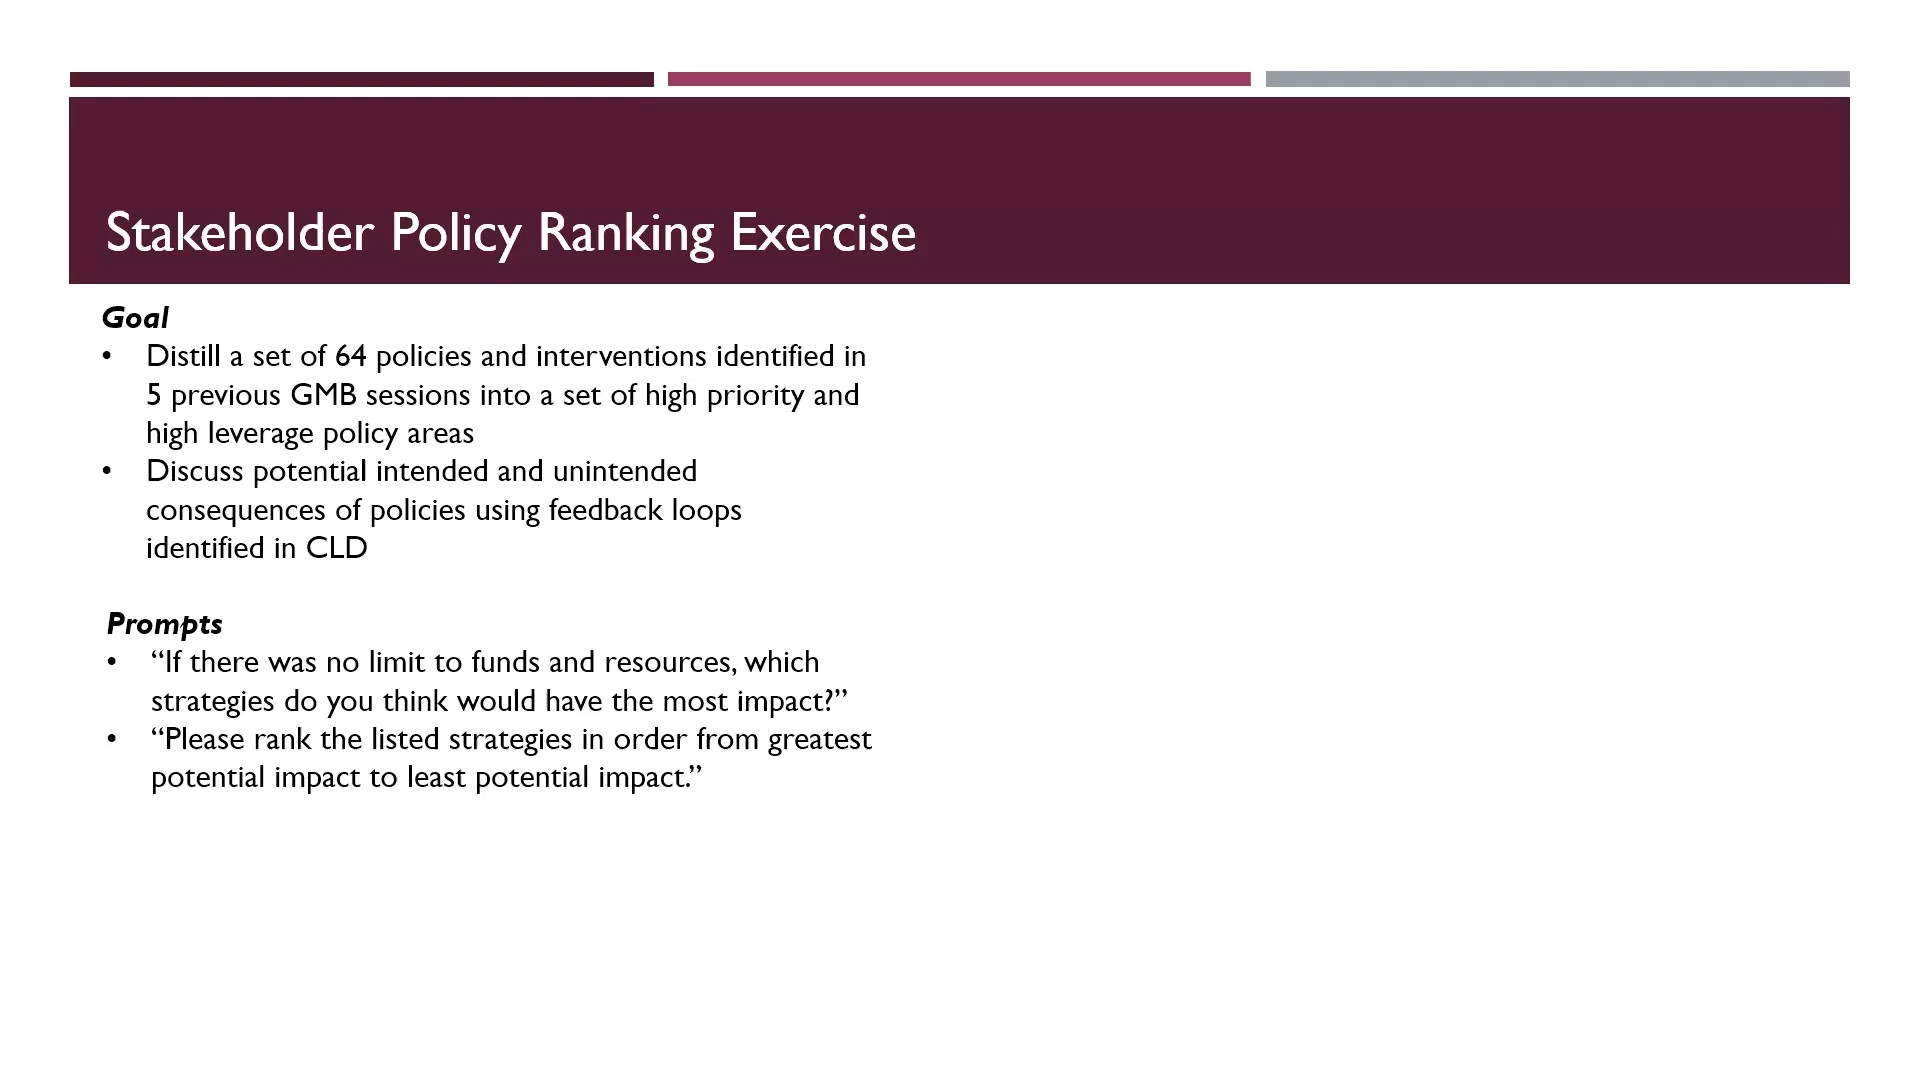 Stakeholder Policy Ranking Exercise
Goal
• Distill a set of 64 policies and interventions identified in
5 previous GMB sessions into a set of high priority and
high leverage policy areas
• Discuss potential intended and unintended
consequences of policies using feedback loops
identified in CLD
Prompts
• “If there was no limit to funds and resources, which
strategies do you think would have the most impact?”
• “Please rank the listed strategies in order from greatest
potential impact to least potential impact.”